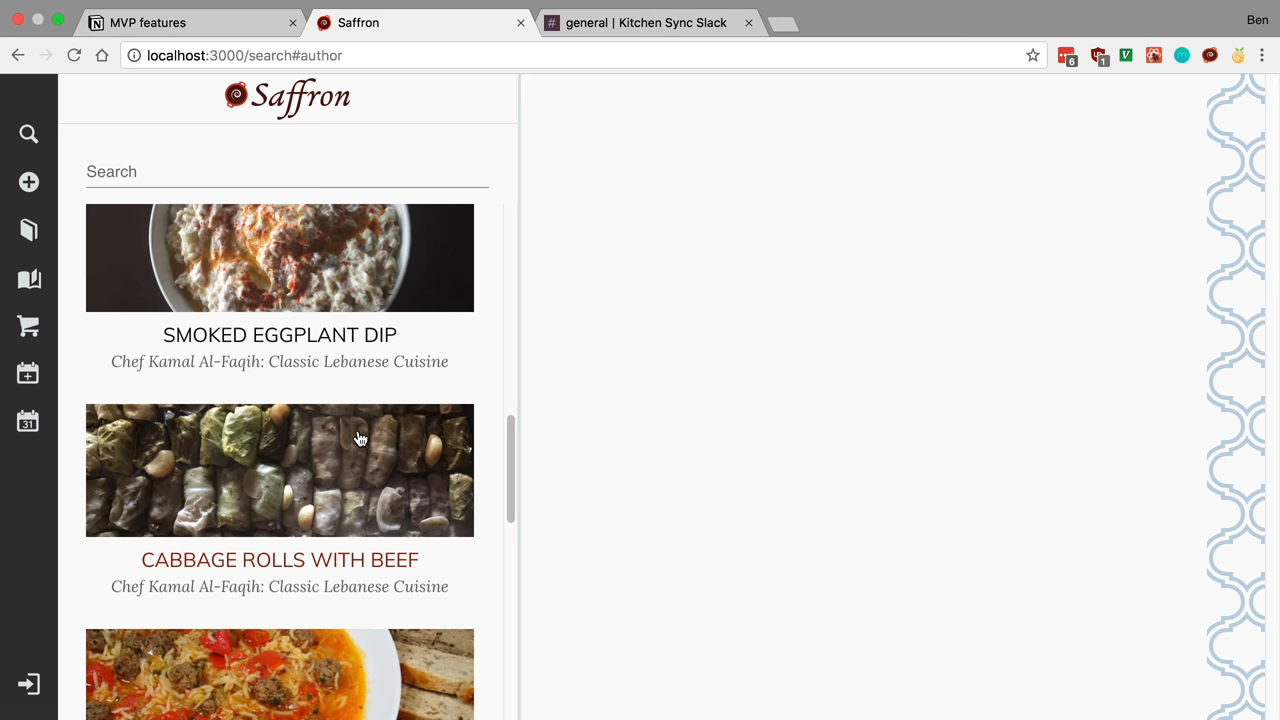 MVP features
Saffron
general | Kitchen Sync Slack
Ben
localhost:3000/search#author
6
1
Saffron
Search
SMOKED EGGPLANT DIP
Chef Kamal Al-Faqih: Classic Lebanese Cuisine
CABBAGE ROLLS WITH BEEF
Chef Kamal Al-Faqih: Classic Lebanese Cuisine
31